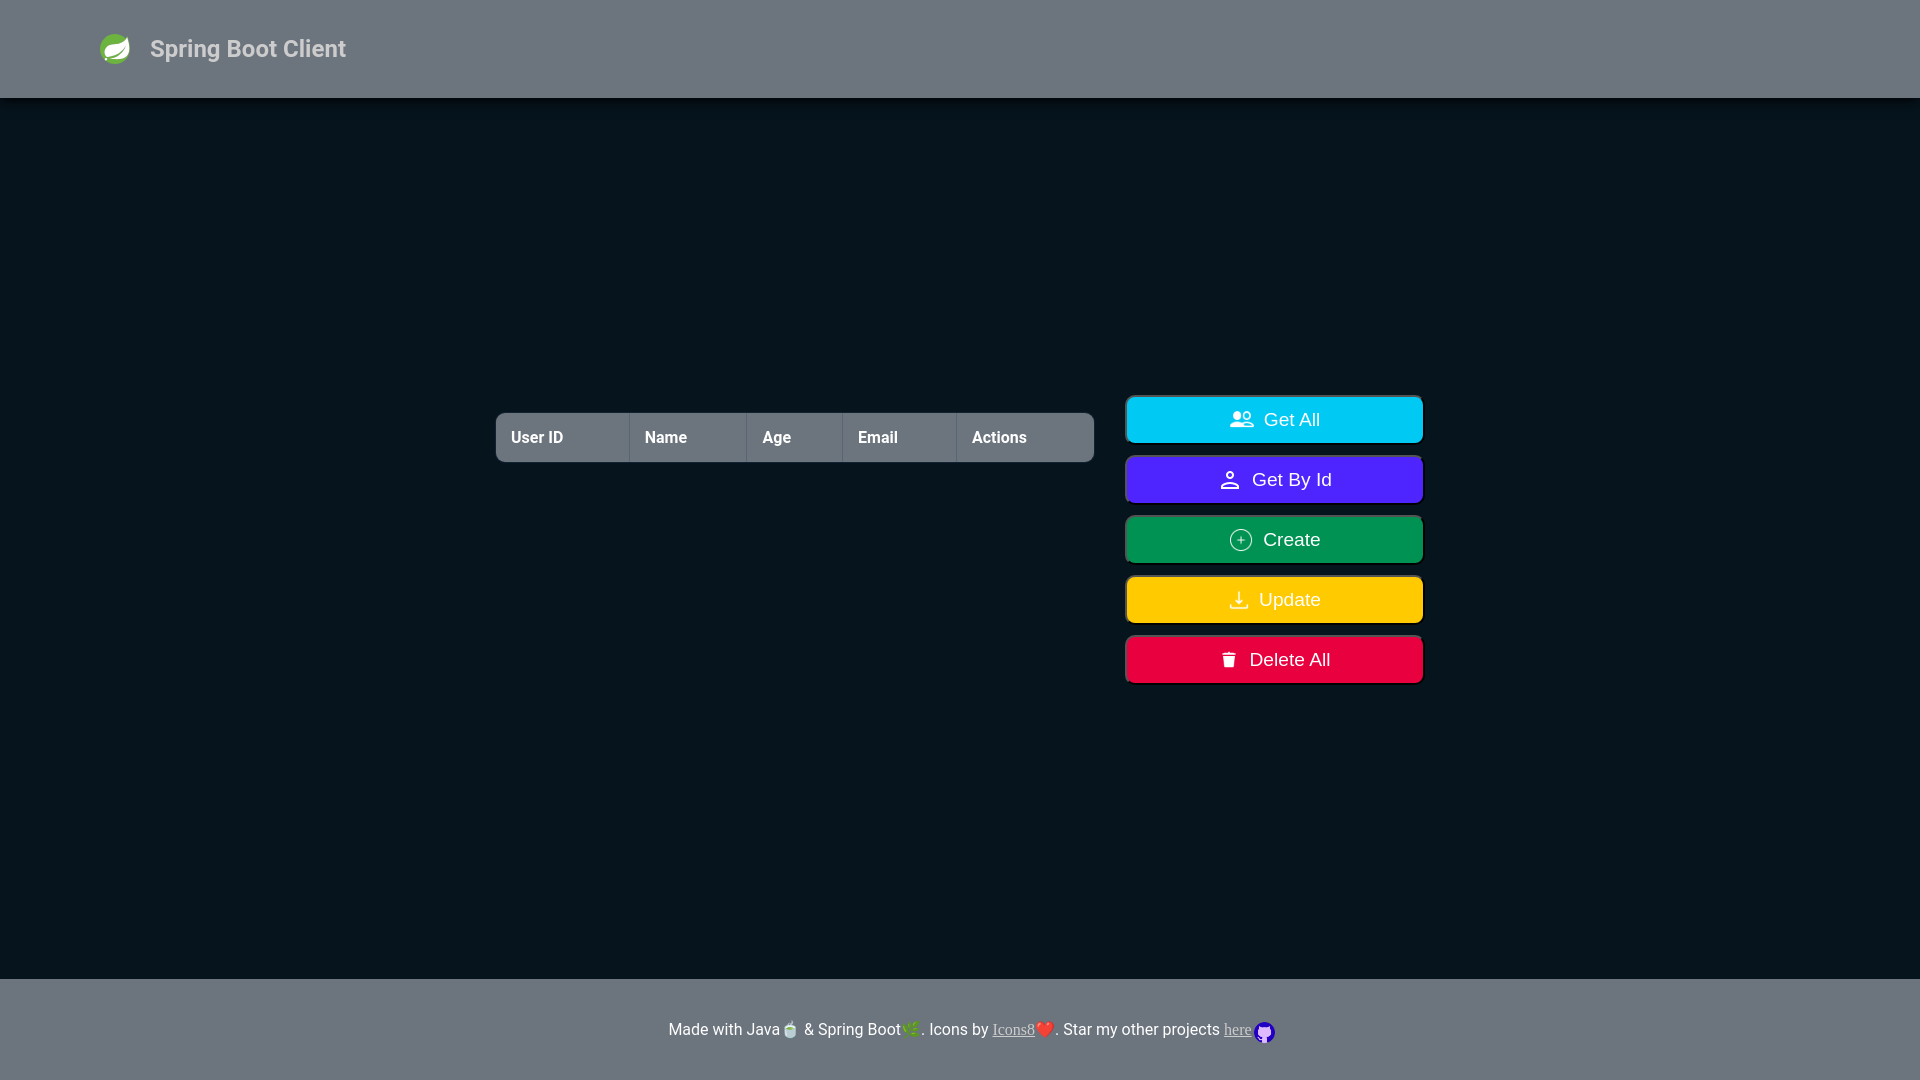 Spring Boot Client
User ID Name Age Email Actions
Get All
Get By Id
Create
Update
Delete All
Made with Java🍵 & Spring Boot🌿. Icons by Icons8❤️. Star my other projects here